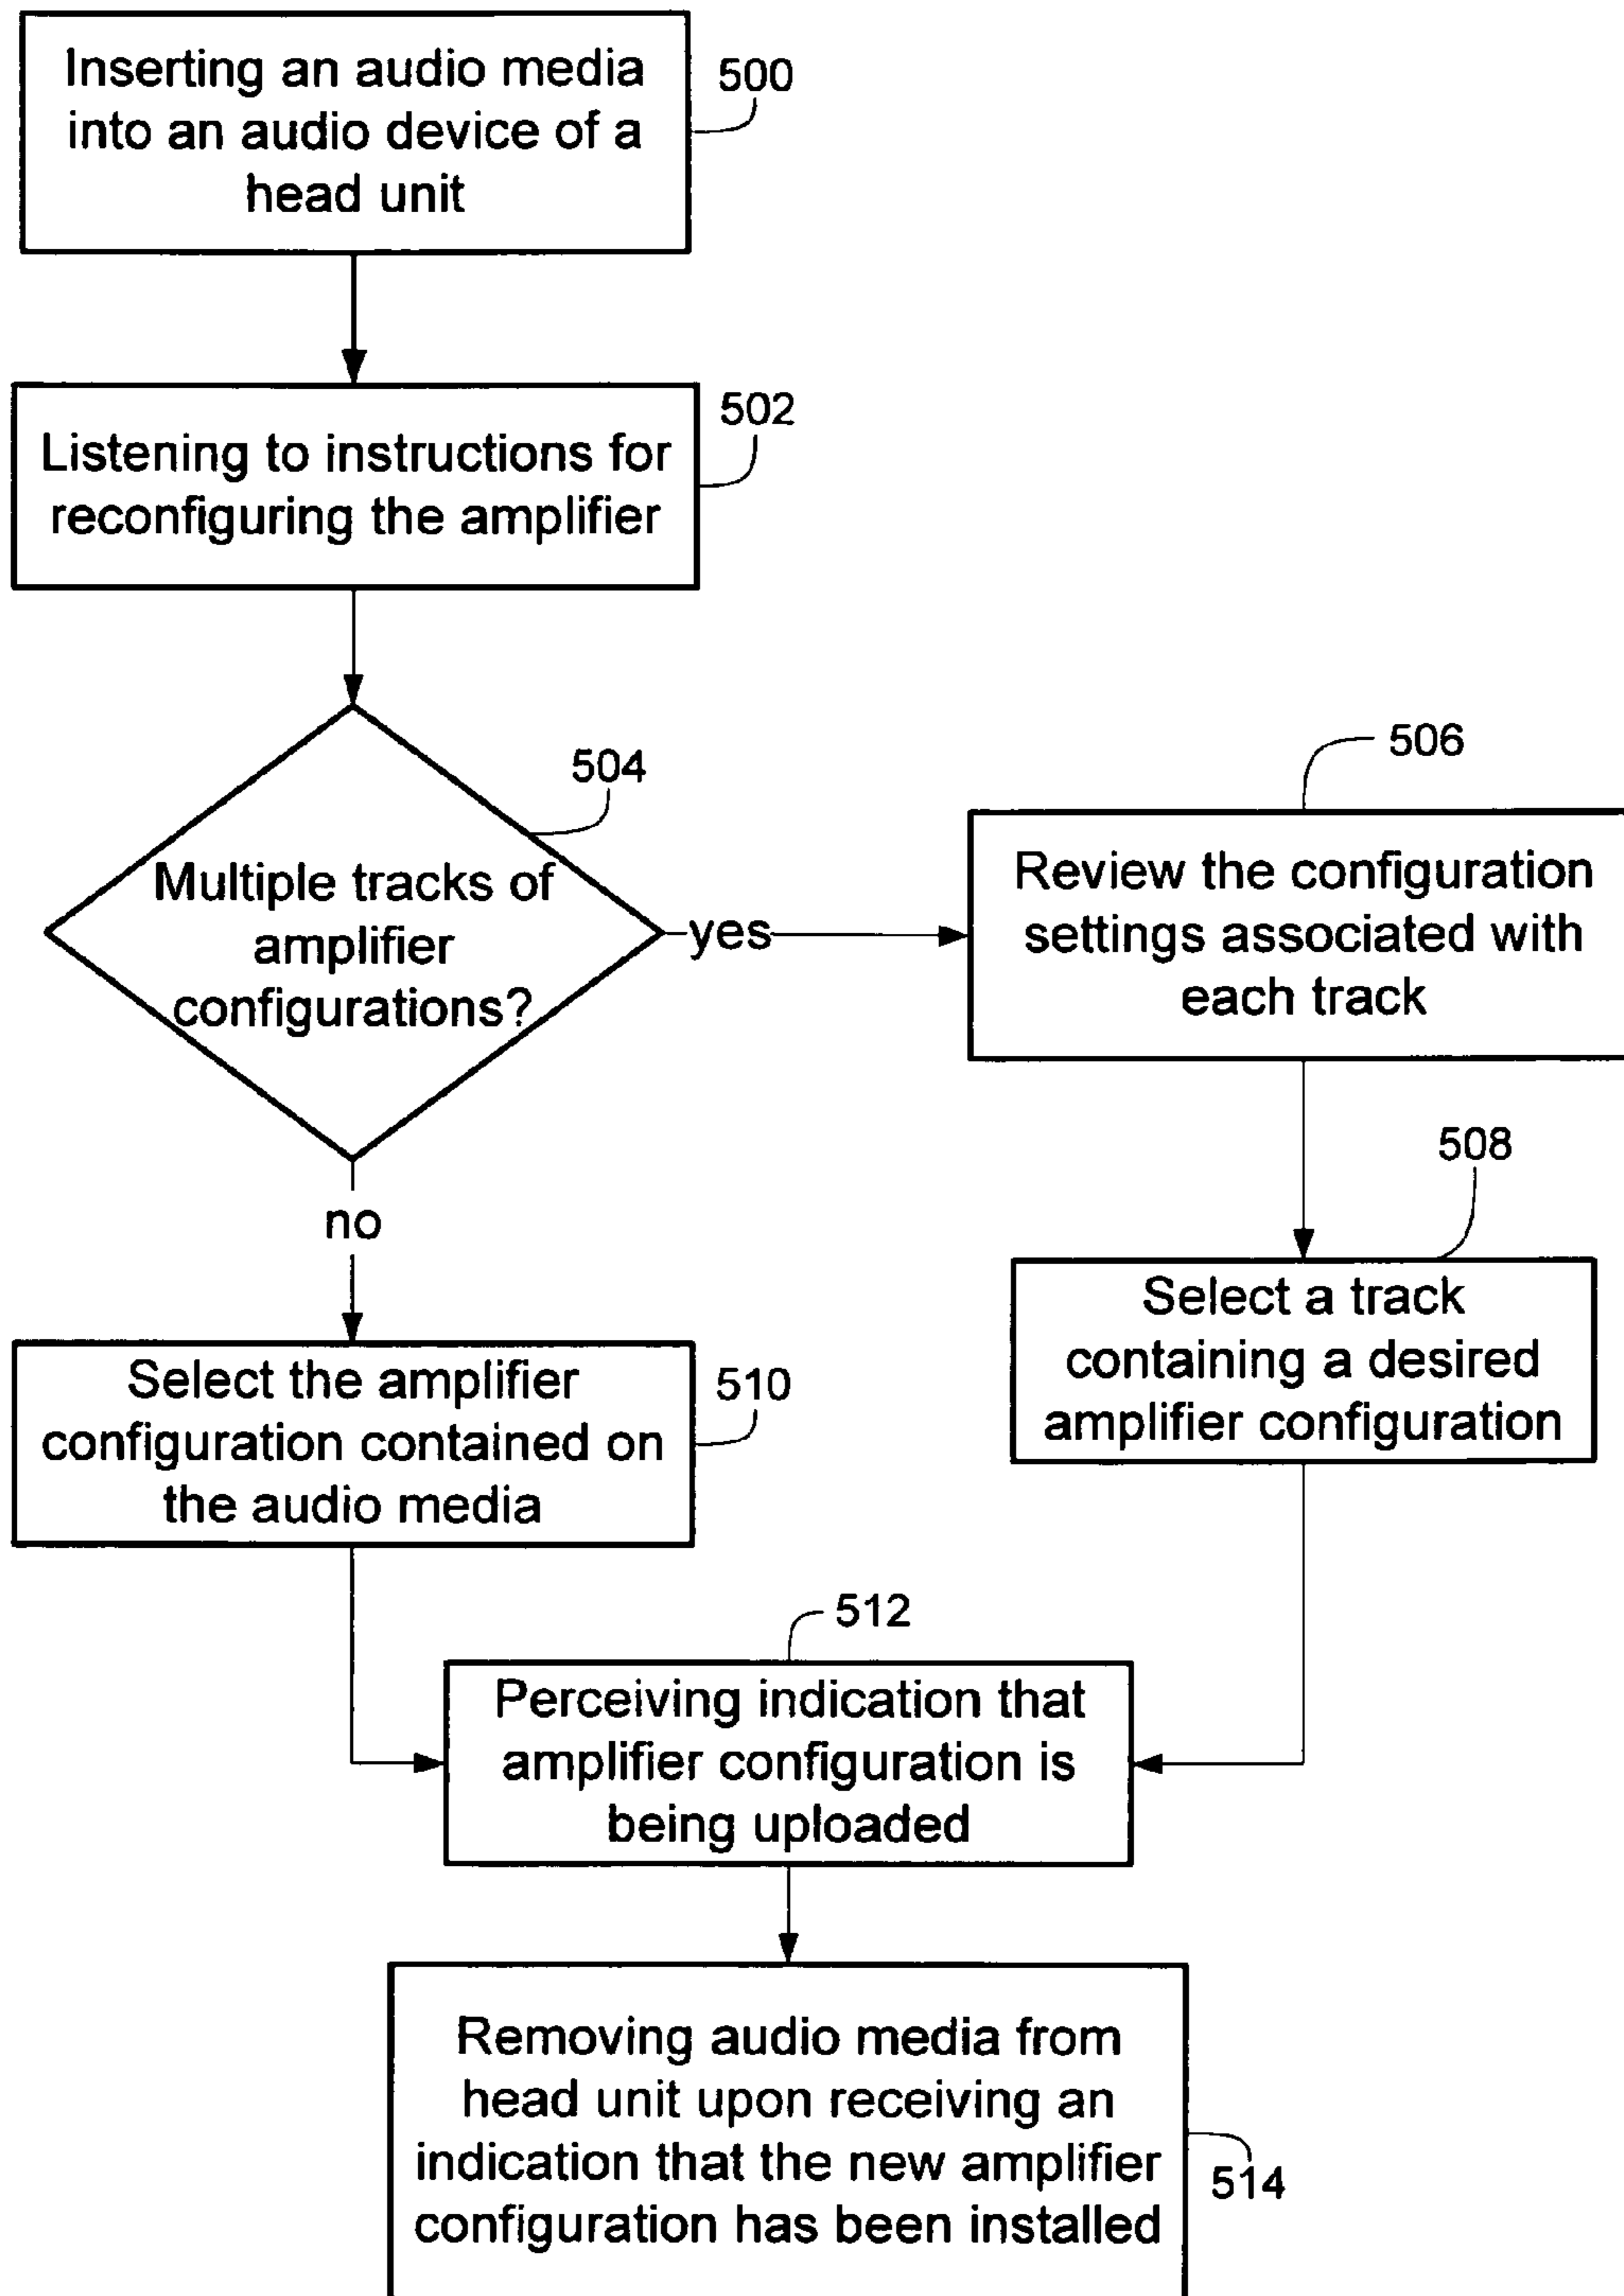 Inserting an audio media
into an audio device of a
head unit
500
Listening to instructions for
reconfiguring the amplifier
502
Multiple tracks of
amplifier
configurations?
504
yes
506
Review the configuration
settings associated with
each track
508
Select a track
containing a desired
amplifier configuration
no
Select the amplifier
configuration contained on
the audio media
510
512
Perceiving indication that
amplifier configuration is
being uploaded
Removing audio media from
head unit upon receiving an
indication that the new amplifier
configuration has been installed
514